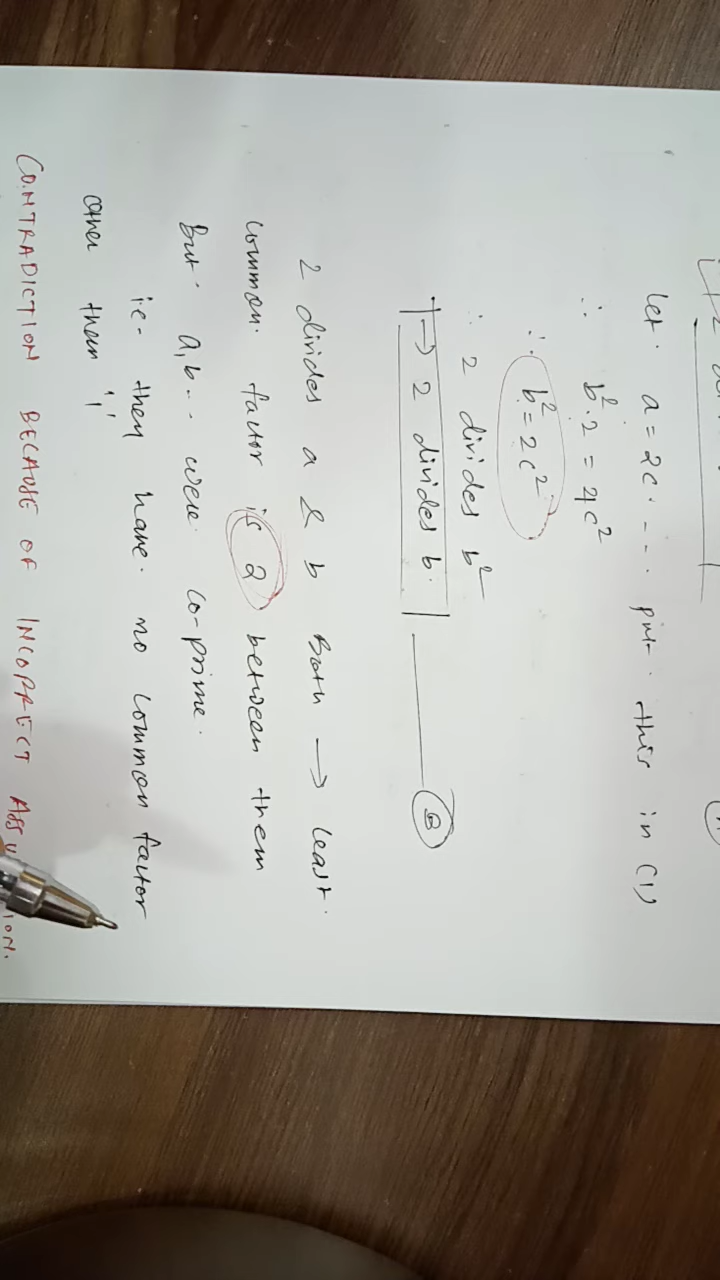 let. a = 2c. - - . put. this in (1)
∴ b². 2 = 4c²
∴ b² = 2c²
∴ 2 divides b²
→ 2 divides b. ②
2 divides a & b Both → least.
common. factor is 2 between them
But. a, b - - were. co-prime.
ie- they have. no common factor
other then '1'
CONTRADICTION BECAUSE OF INCORRECT